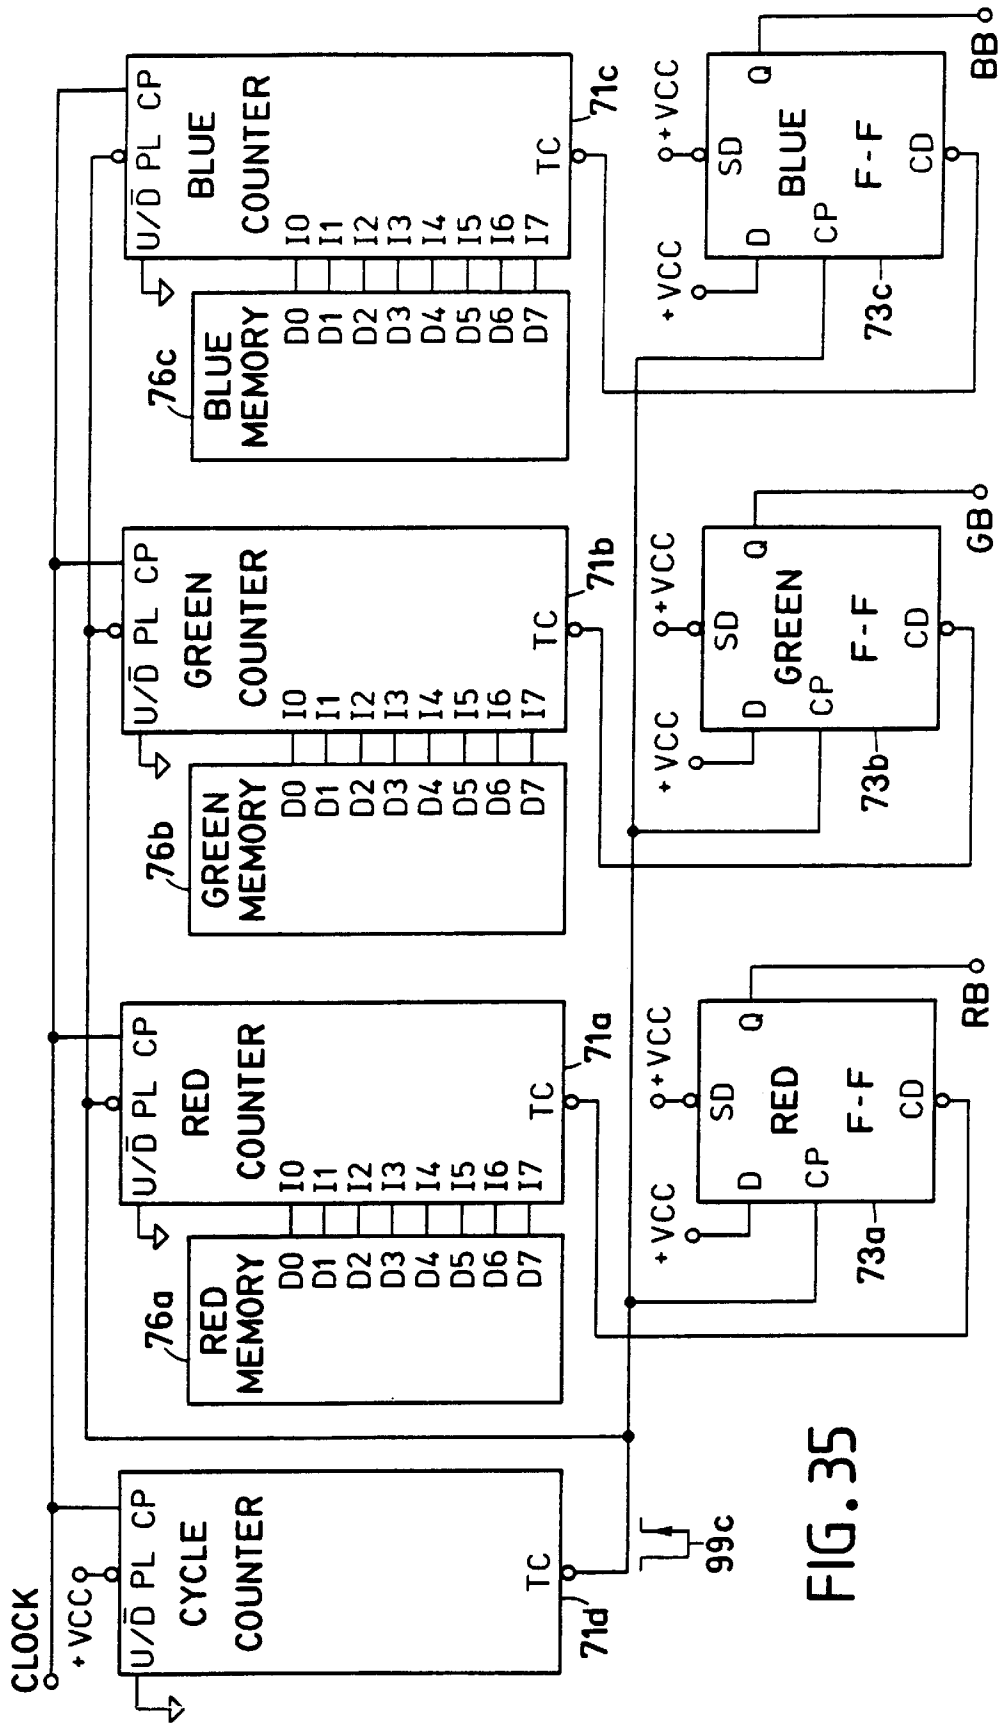 CLOCK
+VCC
U/D̅ PL CP
CYCLE
COUNTER
TC
71d
99c
76a
RED
MEMORY
D0 I0
D1 I1
D2 I2
D3 I3
D4 I4
D5 I5
D6 I6
D7 I7
U/D̅ PL CP
RED
COUNTER
TC
71a
76b
GREEN
MEMORY
D0 I0
D1 I1
D2 I2
D3 I3
D4 I4
D5 I5
D6 I6
D7 I7
U/D̅ PL CP
GREEN
COUNTER
TC
71b
76c
BLUE
MEMORY
D0 I0
D1 I1
D2 I2
D3 I3
D4 I4
D5 I5
D6 I6
D7 I7
U/D̅ PL CP
BLUE
COUNTER
TC
71c
+VCC
+VCC
D SD Q
RED
CP F-F
CD
73a
RB
+VCC
+VCC
D SD Q
GREEN
CP F-F
CD
73b
GB
+VCC
+VCC
D SD Q
BLUE
CP F-F
CD
73c
BB
FIG. 35